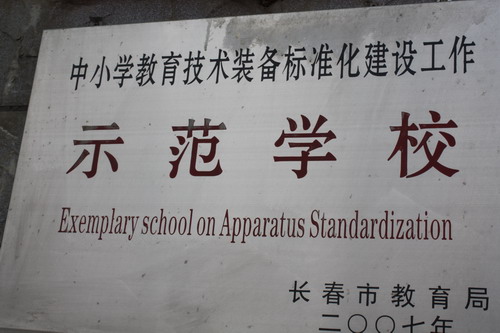 中小学教育技术装备标准化建设工作
示范学校
Exemplary school on Apparatus Standardization
长春市教育局
二〇〇七年